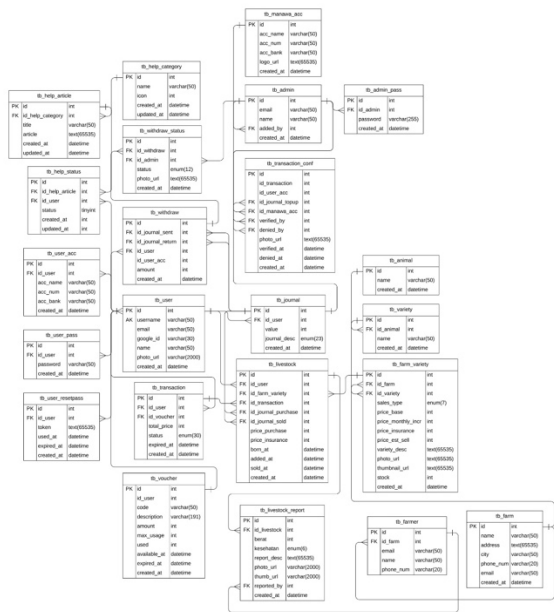 tb_manawa_acc
PK id int
acc_name varchar(50)
acc_num varchar(50)
acc_bank varchar(50)
logo_url text(65535)
created_at datetime
tb_help_category
PK id int
name varchar(50)
icon int
created_at datetime
updated_at datetime
tb_help_article
PK id int
FK id_help_category int
title varchar(50)
article text(65535)
created_at datetime
updated_at datetime
tb_admin
PK id int
email varchar(50)
name varchar(50)
FK added_by int
created_at datetime
tb_admin_pass
PK id int
FK id_admin int
password varchar(255)
created_at datetime
tb_withdraw_status
PK id int
FK id_withdraw int
FK id_admin int
status enum(12)
photo_url text(65535)
created_at datetime
tb_help_status
PK id int
FK id_help_article int
FK id_user int
status tinyint
created_at int
updated_at int
tb_transaction_conf
PK id int
id_transaction int
id_user_acc int
FK id_journal_topup int
FK id_manawa_acc int
FK verified_by int
FK denied_by int
photo_url text(65535)
verified_at datetime
denied_at datetime
created_at datetime
tb_withdraw
PK id int
FK id_journal_sent int
FK id_journal_return int
FK id_user int
id_user_acc int
amount int
created_at datetime
tb_user_acc
PK id int
FK id_user int
acc_name varchar(50)
acc_num varchar(50)
acc_bank varchar(50)
tb_animal
PK id int
name varchar(50)
tb_variety
PK id int
FK id_animal int
name varchar(50)
tb_user
PK id int
AK username varchar(50)
email varchar(50)
google_id varchar(30)
name varchar(50)
photo_url varchar(2000)
created_at datetime
tb_journal
PK id int
FK id_user int
value int
journal_desc enum(23)
created_at datetime
tb_user_pass
PK id int
FK id_user int
password varchar(50)
created_at datetime
tb_livestock
PK id int
FK id_user int
FK id_farm_variety int
FK id_transaction int
FK id_journal_purchase int
FK id_journal_sold int
price_purchase int
price_insurance int
born_at datetime
added_at datetime
sold_at datetime
created_at datetime
tb_farm_variety
PK id int
FK id_farm int
FK id_variety int
sales_type enum(7)
price_base int
price_monthly_incr int
price_insurance int
price_est_sell int
variety_desc text(65535)
photo_url text(65535)
thumbnail_url text(65535)
stock int
created_at datetime
tb_transaction
PK id int
FK id_user int
FK id_voucher int
total_price int
status enum(30)
created_at datetime
tb_user_resetpass
PK id int
FK id_user int
token text(65535)
used_at datetime
expired_at datetime
created_at datetime
tb_voucher
PK id int
id_user int
code varchar(50)
description varchar(191)
amount int
max_usage int
used int
available_at datetime
expired_at datetime
created_at datetime
tb_livestock_report
PK id int
FK id_livestock int
berat int
kesehatan enum(6)
report_desc text(65535)
photo_url varchar(2000)
thumb_url varchar(2000)
FK reported_by int
created_at datetime
tb_farmer
PK id int
FK id_farm int
email varchar(50)
name varchar(50)
phone_num varchar(20)
tb_farm
PK id int
name varchar(50)
address text(65535)
city varchar(50)
phone_num varchar(20)
email varchar(50)
created_at datetime